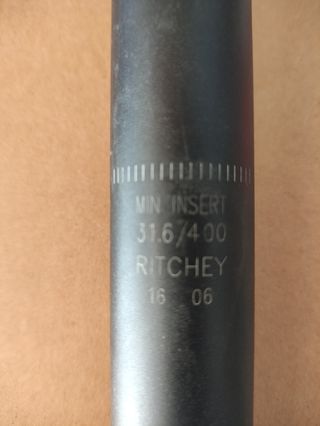 MIN INSERT
31.6/400
RITCHEY
16 06